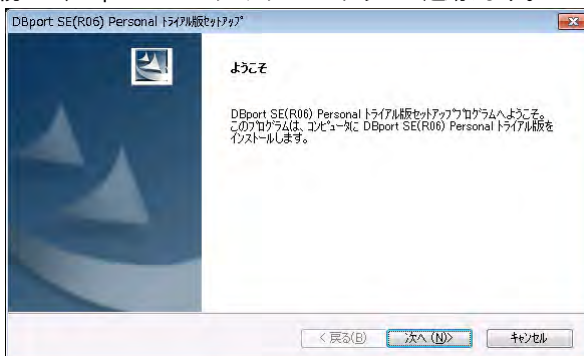 DBport SE(R06) Personal ﾄﾗｲｱﾙ版ｾｯﾄｱｯﾌﾟ
ようこそ
DBport SE(R06) Personal ﾄﾗｲｱﾙ版ｾｯﾄｱｯﾌﾟﾌﾟﾛｸﾞﾗﾑへようこそ。
このﾌﾟﾛｸﾞﾗﾑは、ｺﾝﾋﾟｭｰﾀに DBport SE(R06) Personal ﾄﾗｲｱﾙ版を
ｲﾝｽﾄｰﾙします。
< 戻る(B)
次へ (N)>
ｷｬﾝｾﾙ